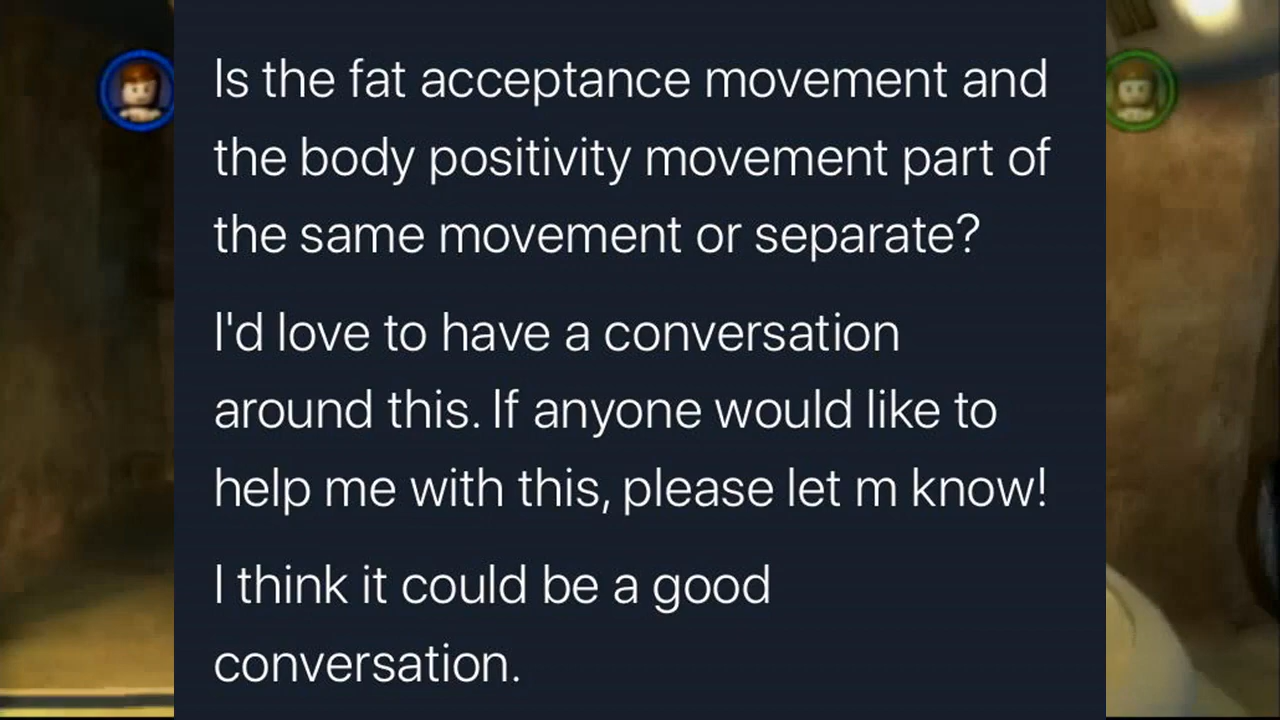 Is the fat acceptance movement and
the body positivity movement part of
the same movement or separate?
I'd love to have a conversation
around this. If anyone would like to
help me with this, please let m know!
I think it could be a good
conversation.